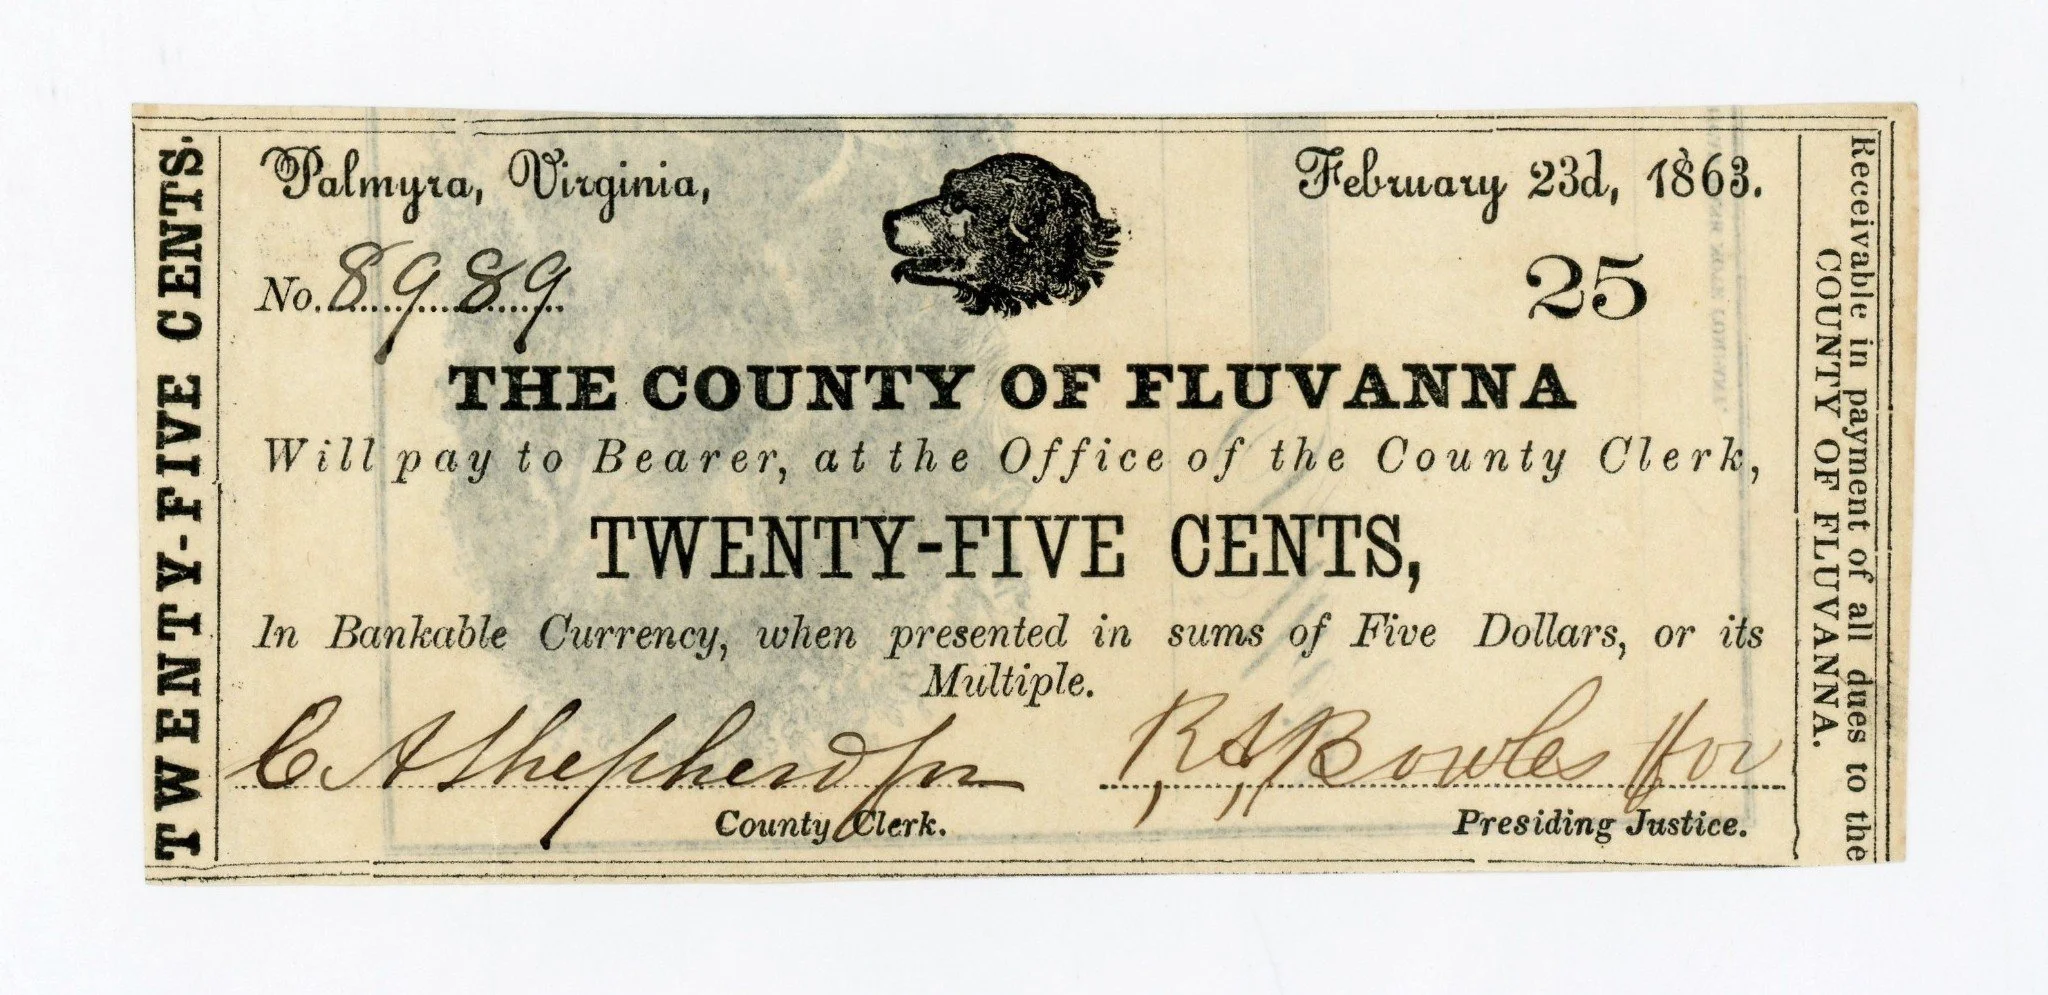 TWENTY-FIVE CENTS.
Palmyra, Virginia,
February 23d, 1863.
No. 8989
25
THE COUNTY OF FLUVANNA
Will pay to Bearer, at the Office of the County Clerk,
TWENTY-FIVE CENTS,
In Bankable Currency, when presented in sums of Five Dollars, or its
Multiple.
C A Shepherd
Bowles
County Clerk.
Presiding Justice.
Receivable in payment of all dues to the
COUNTY OF FLUVANNA.